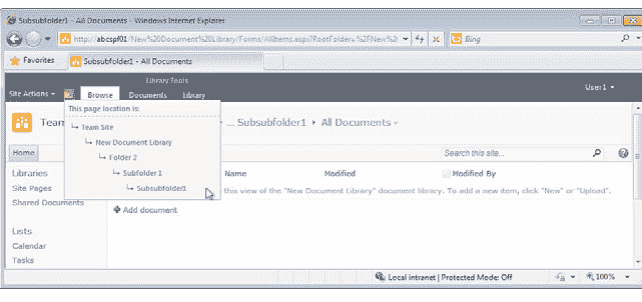 Subsubfolder1 - All Documents - Windows Internet Explorer
http://abcspf01/New%20Document%20Library/Forms/AllItems.aspx?RootFolder=%2FNew%2
Bing
Favorites Subsubfolder1 - All Documents
Library Tools
Site Actions Browse Documents Library User1
This page location is:
Team Site
New Document Library
Folder 2
Subfolder 1
Subsubfolder1
Team ... Subsubfolder1 All Documents
Home Search this site...
Libraries
Site Pages
Shared Documents
Lists
Calendar
Tasks
Name Modified Modified By
this view of the "New Document Library" document library. To add a new item, click "New" or "Upload".
Add document
Local intranet | Protected Mode: Off 100%